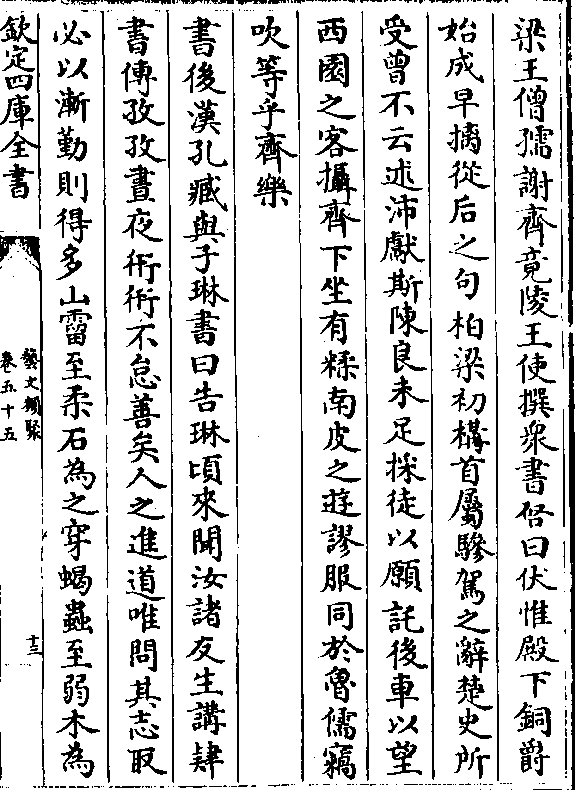 梁王僧孺謝齊竟陵王使撰衆書啓曰伏惟殿下銅爵
始成早摛從后之句柏梁初構首屬驂駕之辭楚史所
受曾不云述沛獻斯陳良未足採徒以願託後車以望
西園之客攝齊下坐有糅南皮之遊謬服同於魯儒竊
吹等乎齊樂
書後漢孔臧與子琳書曰告琳頃來聞汝諸友生講肄
書傳孜孜晝夜衎衎不怠善矣人之進道唯問其志取
必以漸勤則得多山霤至柔石為之穿蝎蟲至弱木為
欽定四庫全書
藝文類聚
卷五十五
十三